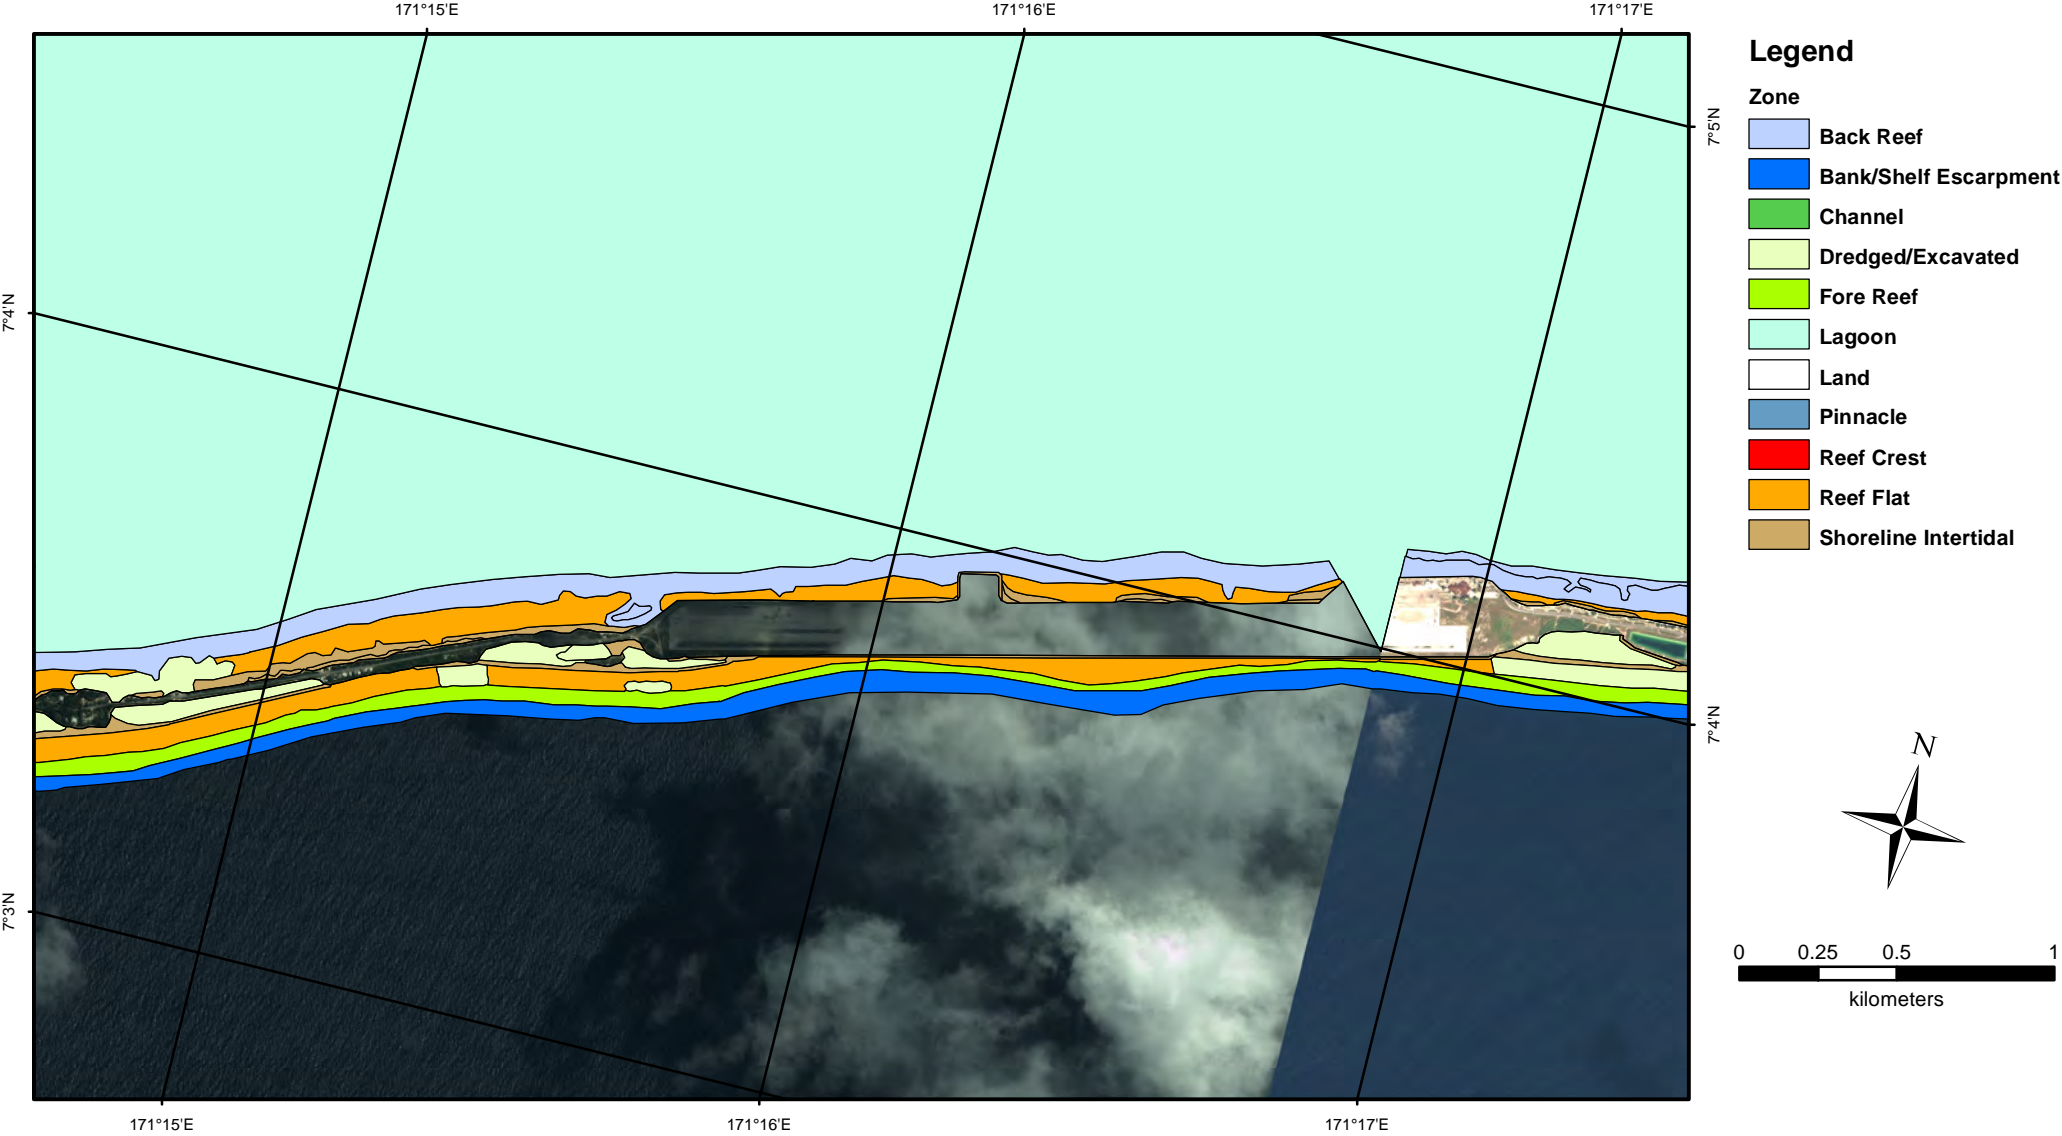 171°15'E
171°16'E
171°17'E
7°5'N
7°4'N
7°4'N
7°3'N
171°15'E
171°16'E
171°17'E
Legend
Zone
Back Reef
Bank/Shelf Escarpment
Channel
Dredged/Excavated
Fore Reef
Lagoon
Land
Pinnacle
Reef Crest
Reef Flat
Shoreline Intertidal
N
0 0.25 0.5 1
kilometers